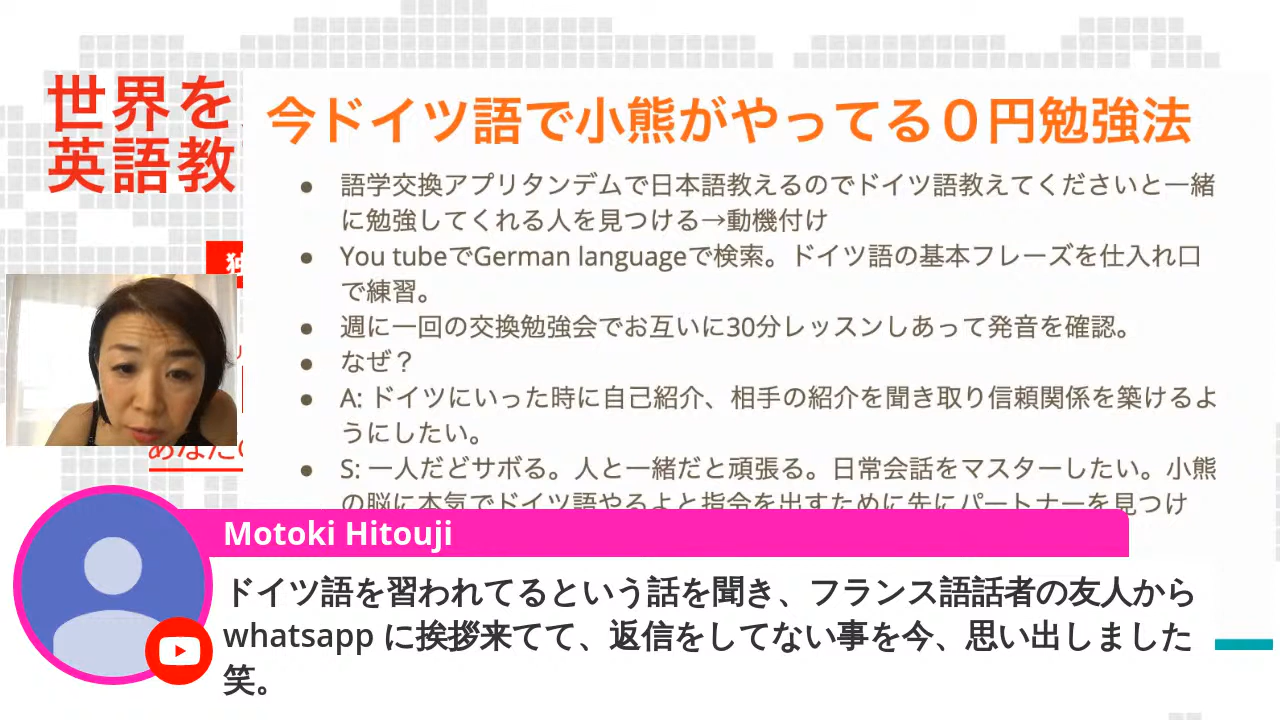 世界を
英語教
今ドイツ語で小熊がやってる０円勉強法
● 語学交換アプリタンデムで日本語教えるのでドイツ語教えてくださいと一緒
に勉強してくれる人を見つける→動機付け
● You tubeでGerman languageで検索。ドイツ語の基本フレーズを仕入れ口
で練習。
● 週に一回の交換勉強会でお互いに30分レッスンしあって発音を確認。
● なぜ？
● A: ドイツにいった時に自己紹介、相手の紹介を聞き取り信頼関係を築けるよ
うにしたい。
● S: 一人だどサボる。人と一緒だと頑張る。日常会話をマスターしたい。小熊
の脳に本気でドイツ語やるよと指令を出すために先にパートナーを見つけ
あなたの
Motoki Hitouji
ドイツ語を習われてるという話を聞き、フランス語話者の友人から
whatsapp に挨拶来てて、返信をしてない事を今、思い出しました
笑。